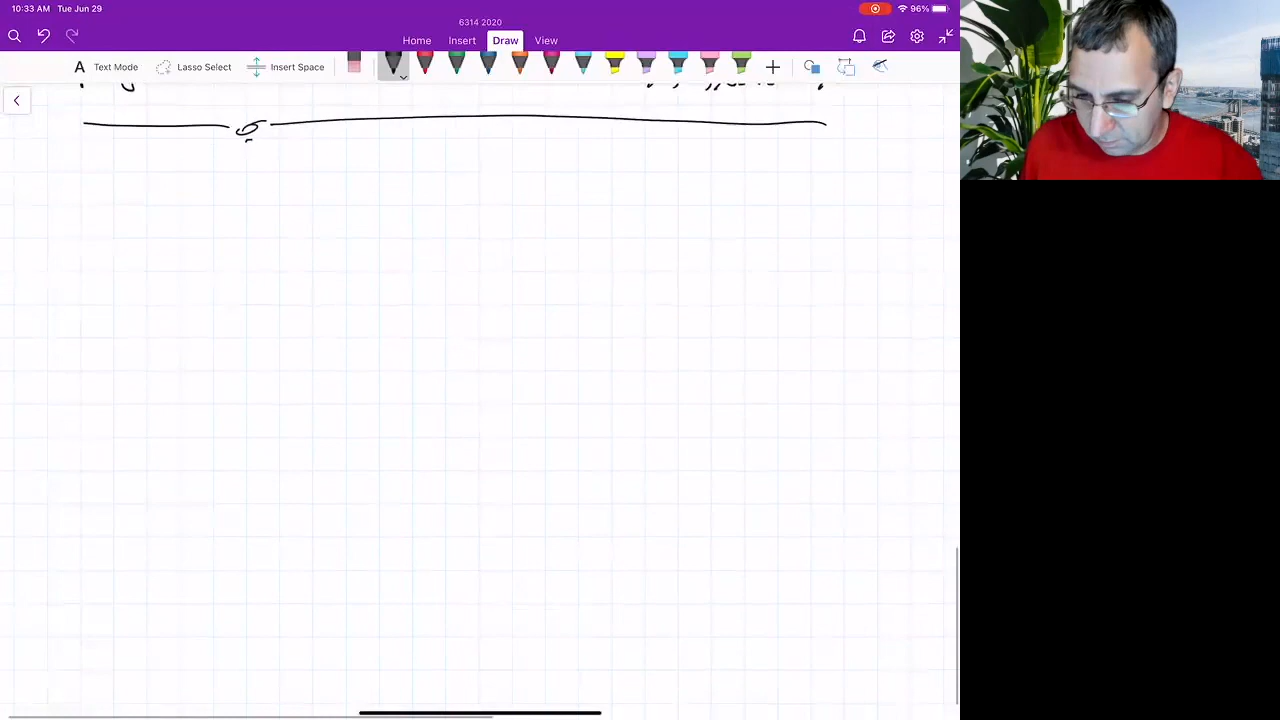 10:33 AM Tue Jun 29
96%
6314 2020
Home Insert Draw View
A Text Mode Lasso Select Insert Space